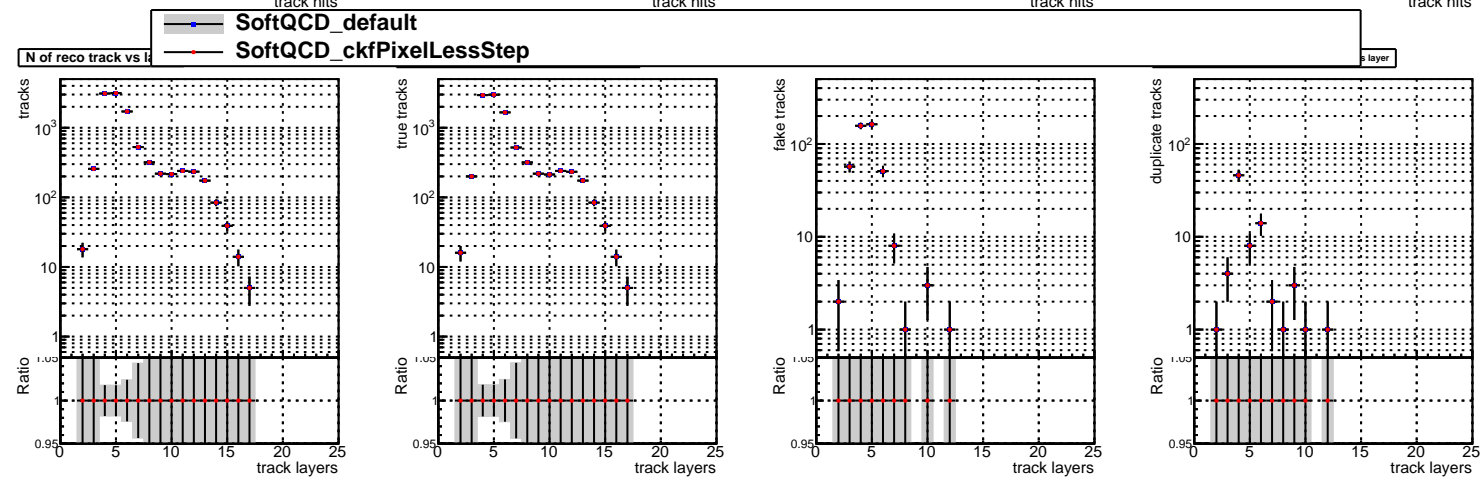 track hits track hits track hits track hits
SoftQCD_default
SoftQCD_ckfPixelLessStep
N of reco track vs la
s layer
tracks
10³
10²
10
1
Ratio
1.05
1
0.95
0 5 10 15 20 25
track layers
true tracks
10³
10²
10
1
Ratio
1.05
1
0.95
0 5 10 15 20 25
track layers
fake tracks
10²
10
1
Ratio
1.05
1
0.95
0 5 10 15 20 25
track layers
duplicate tracks
10²
10
1
Ratio
1.05
1
0.95
0 5 10 15 20 25
track layers